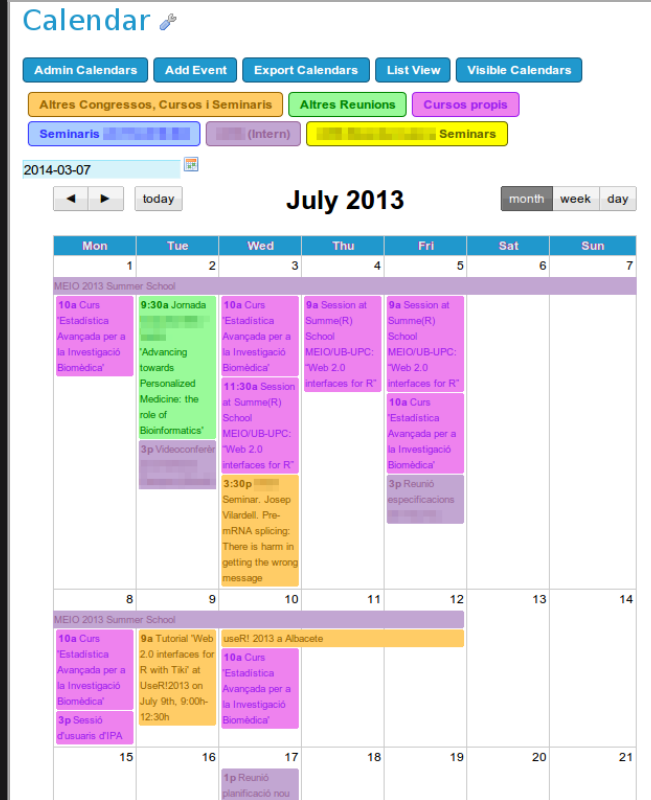 Calendar
Admin Calendars Add Event Export Calendars List View Visible Calendars
Altres Congressos, Cursos i Seminaris Altres Reunions Cursos propis
Seminaris (Intern) Seminars
2014-03-07
today July 2013 month week day
Mon Tue Wed Thu Fri Sat Sun
1 2 3 4 5 6 7
MEIO 2013 Summer School
10a Curs
'Estadística
Avançada per a
la Investigació
Biomèdica'
9:30a Jornada
'Advancing
towards
Personalized
Medicine: the
role of
Bioinformatics'
3p Videoconferèn
10a Curs
'Estadística
Avançada per a
la Investigació
Biomèdica'
11:30a Session
at Summe(R)
School
MEIO/UB-UPC:
"Web 2.0
interfaces for R"
3:30p
Seminar. Josep
Vilardell. Pre-
mRNA splicing:
There is harm in
getting the wrong
message
9a Session at
Summe(R)
School
MEIO/UB-UPC:
"Web 2.0
interfaces for R"
9a Session at
Summe(R)
School
MEIO/UB-UPC:
"Web 2.0
interfaces for R"
10a Curs
'Estadística
Avançada per a
la Investigació
Biomèdica'
3p Reunió
especificacions
8 9 10 11 12 13 14
MEIO 2013 Summer School
10a Curs
'Estadística
Avançada per a
la Investigació
Biomèdica'
3p Sessió
d'usuaris d'IPA
9a Tutorial 'Web
2.0 interfaces for
R with Tiki' at
UseR!2013 on
July 9th, 9:00h-
12:30h
useR! 2013 a Albacete
10a Curs
'Estadística
Avançada per a
la Investigació
Biomèdica'
15 16 17 18 19 20 21
1p Reunió
planificació nou